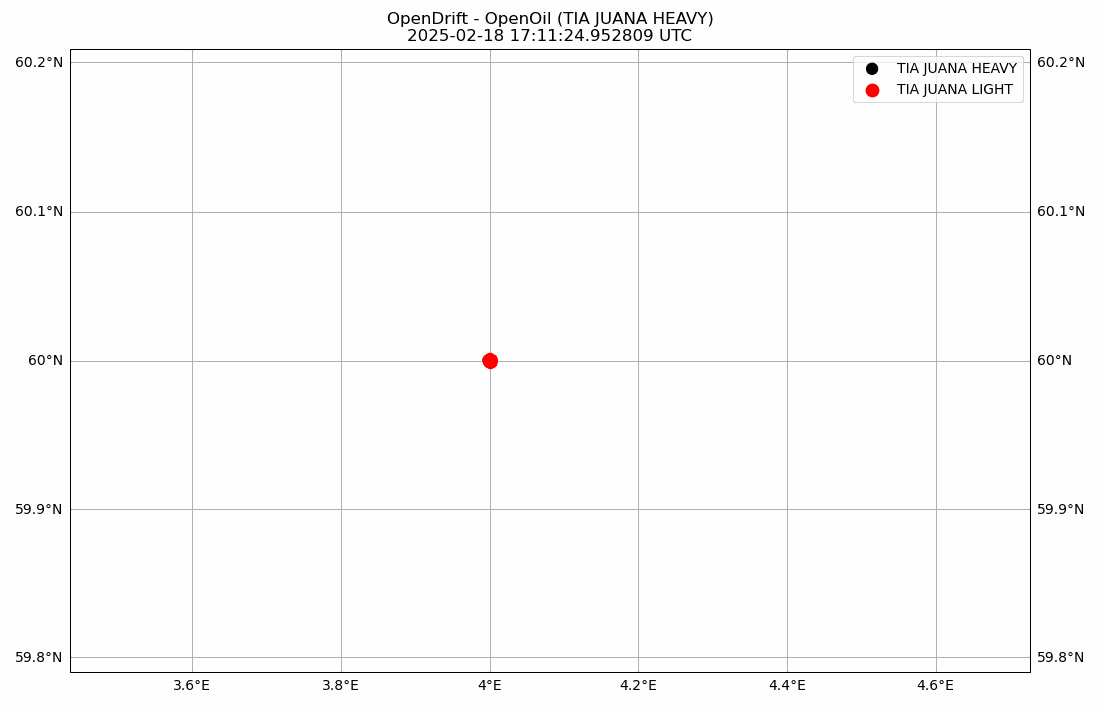 OpenDrift - OpenOil (TIA JUANA HEAVY)
2025-02-18 17:11:24.952809 UTC
TIA JUANA HEAVY
TIA JUANA LIGHT
60.2°N
60.2°N
60.1°N
60.1°N
60°N
60°N
59.9°N
59.9°N
59.8°N
59.8°N
3.6°E
3.8°E
4°E
4.2°E
4.4°E
4.6°E